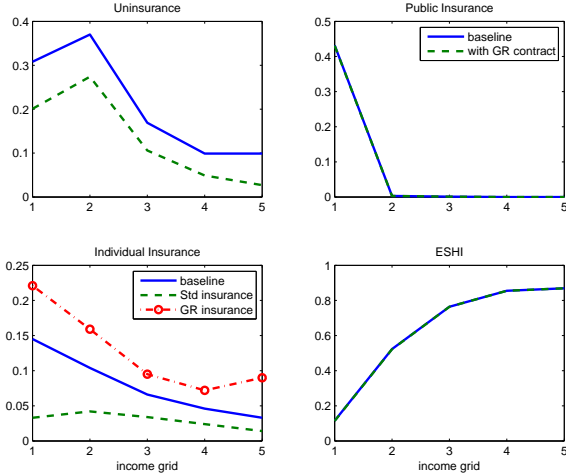 Uninsurance
0.4
0.3
0.2
0.1
0
1 2 3 4 5
Public Insurance
0.5
0.4
0.3
0.2
0.1
0
1 2 3 4 5
baseline
with GR contract
Individual Insurance
0.25
0.2
0.15
0.1
0.05
0
1 2 3 4 5
income grid
baseline
Std insurance
GR insurance
ESHI
1
0.8
0.6
0.4
0.2
0
1 2 3 4 5
income grid